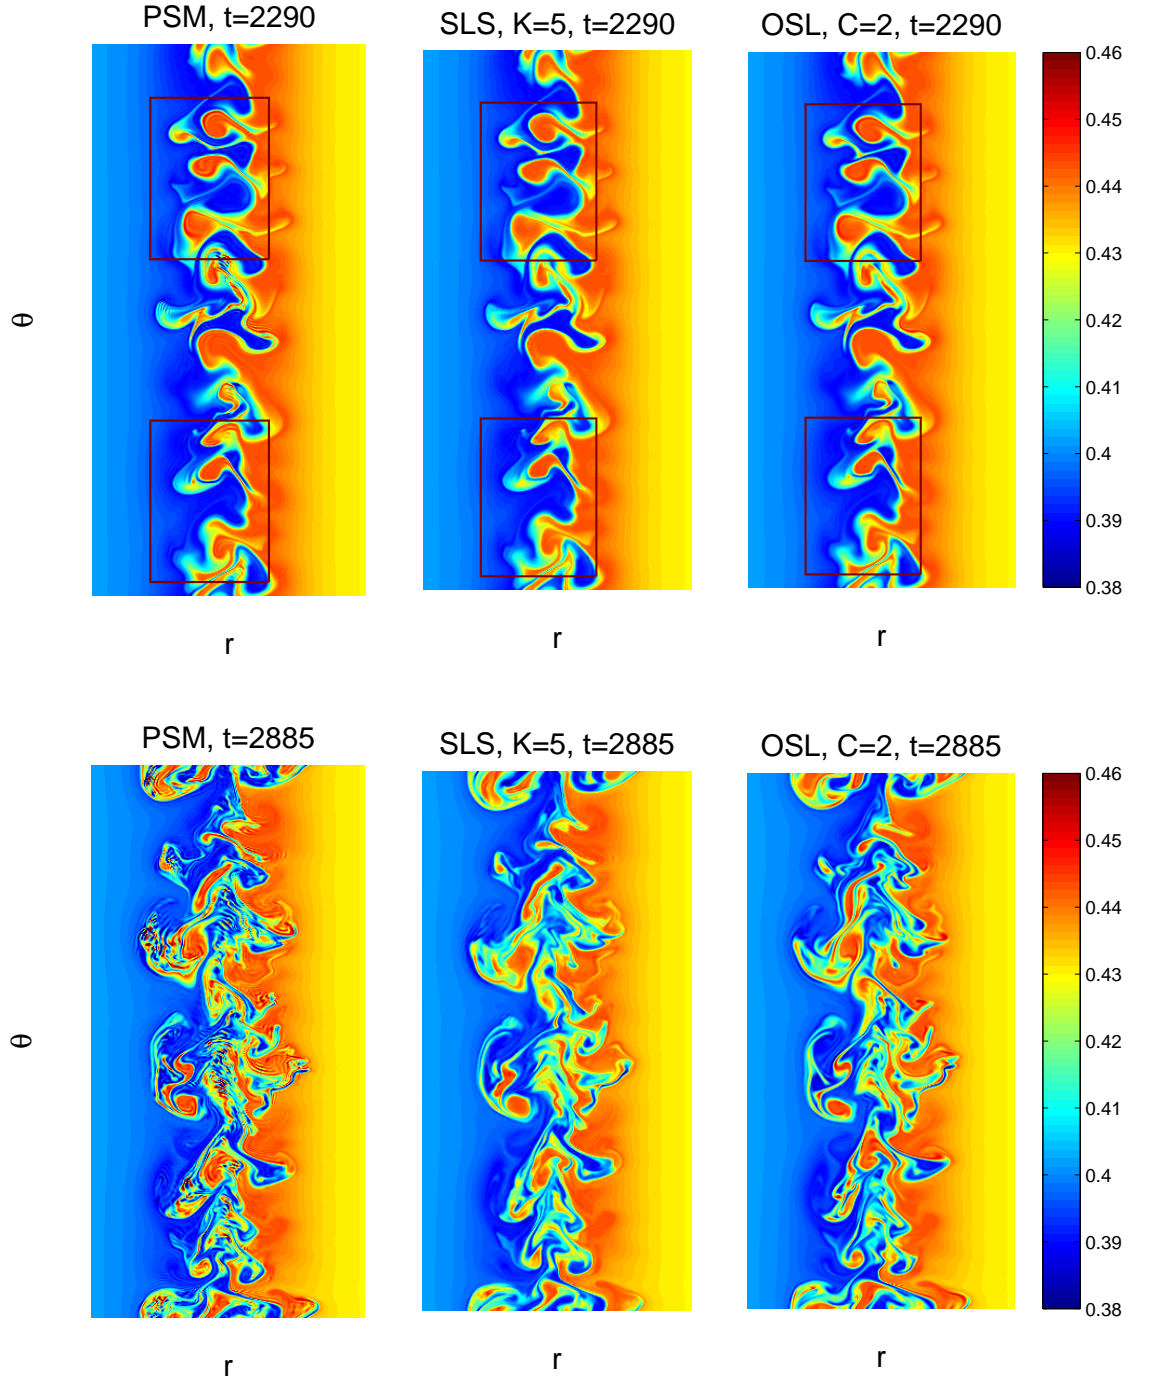 PSM, t=2290
SLS, K=5, t=2290
OSL, C=2, t=2290
0.46
0.45
0.44
0.43
0.42
0.41
0.4
0.39
0.38
θ
r
r
r
PSM, t=2885
SLS, K=5, t=2885
OSL, C=2, t=2885
0.46
0.45
0.44
0.43
0.42
0.41
0.4
0.39
0.38
θ
r
r
r